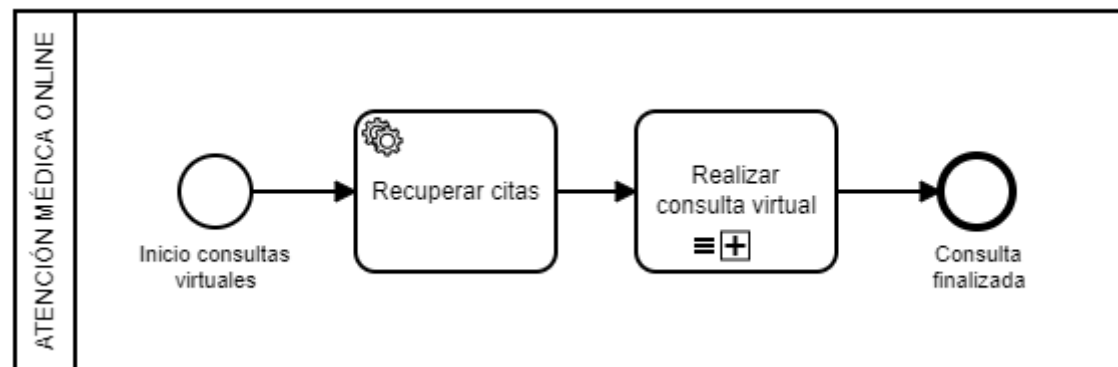 ATENCIÓN MÉDICA ONLINE
Inicio consultas
virtuales
Recuperar citas
Realizar
consulta virtual
Consulta
finalizada